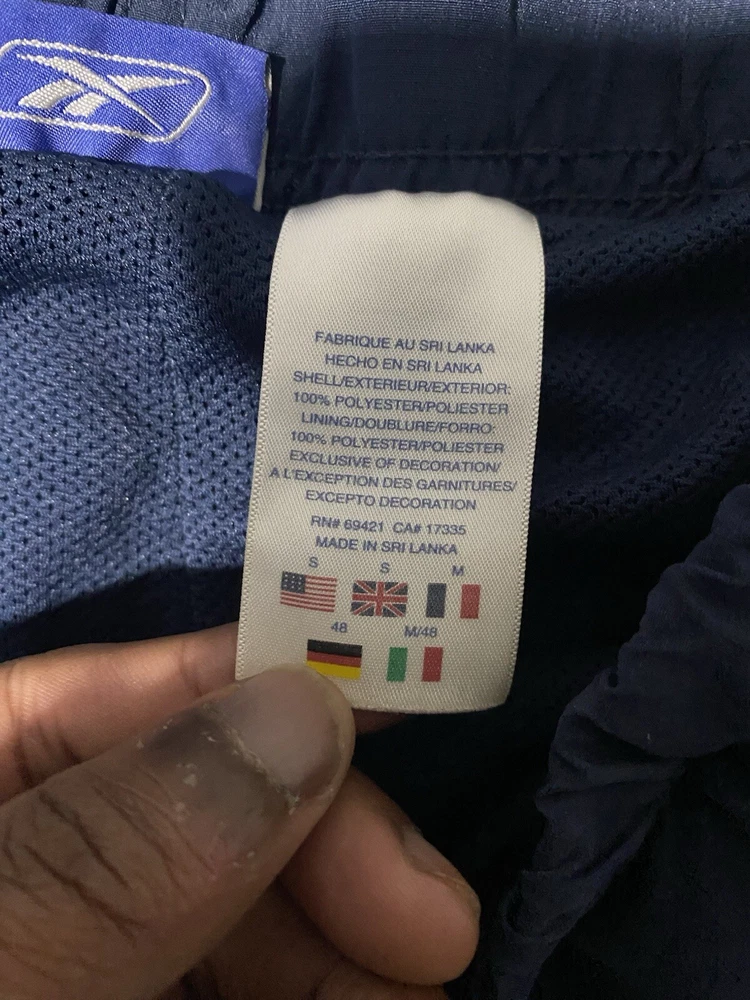 FABRIQUE AU SRI LANKA
HECHO EN SRI LANKA
SHELL/EXTERIEUR/EXTERIOR:
100% POLYESTER/POLIESTER
LINING/DOUBLURE/FORRO:
100% POLYESTER/POLIESTER
EXCLUSIVE OF DECORATION/
A L'EXCEPTION DES GARNITURES/
EXCEPTO DECORATION
RN# 69421 CA# 17335
MADE IN SRI LANKA
S S M
48 M/48